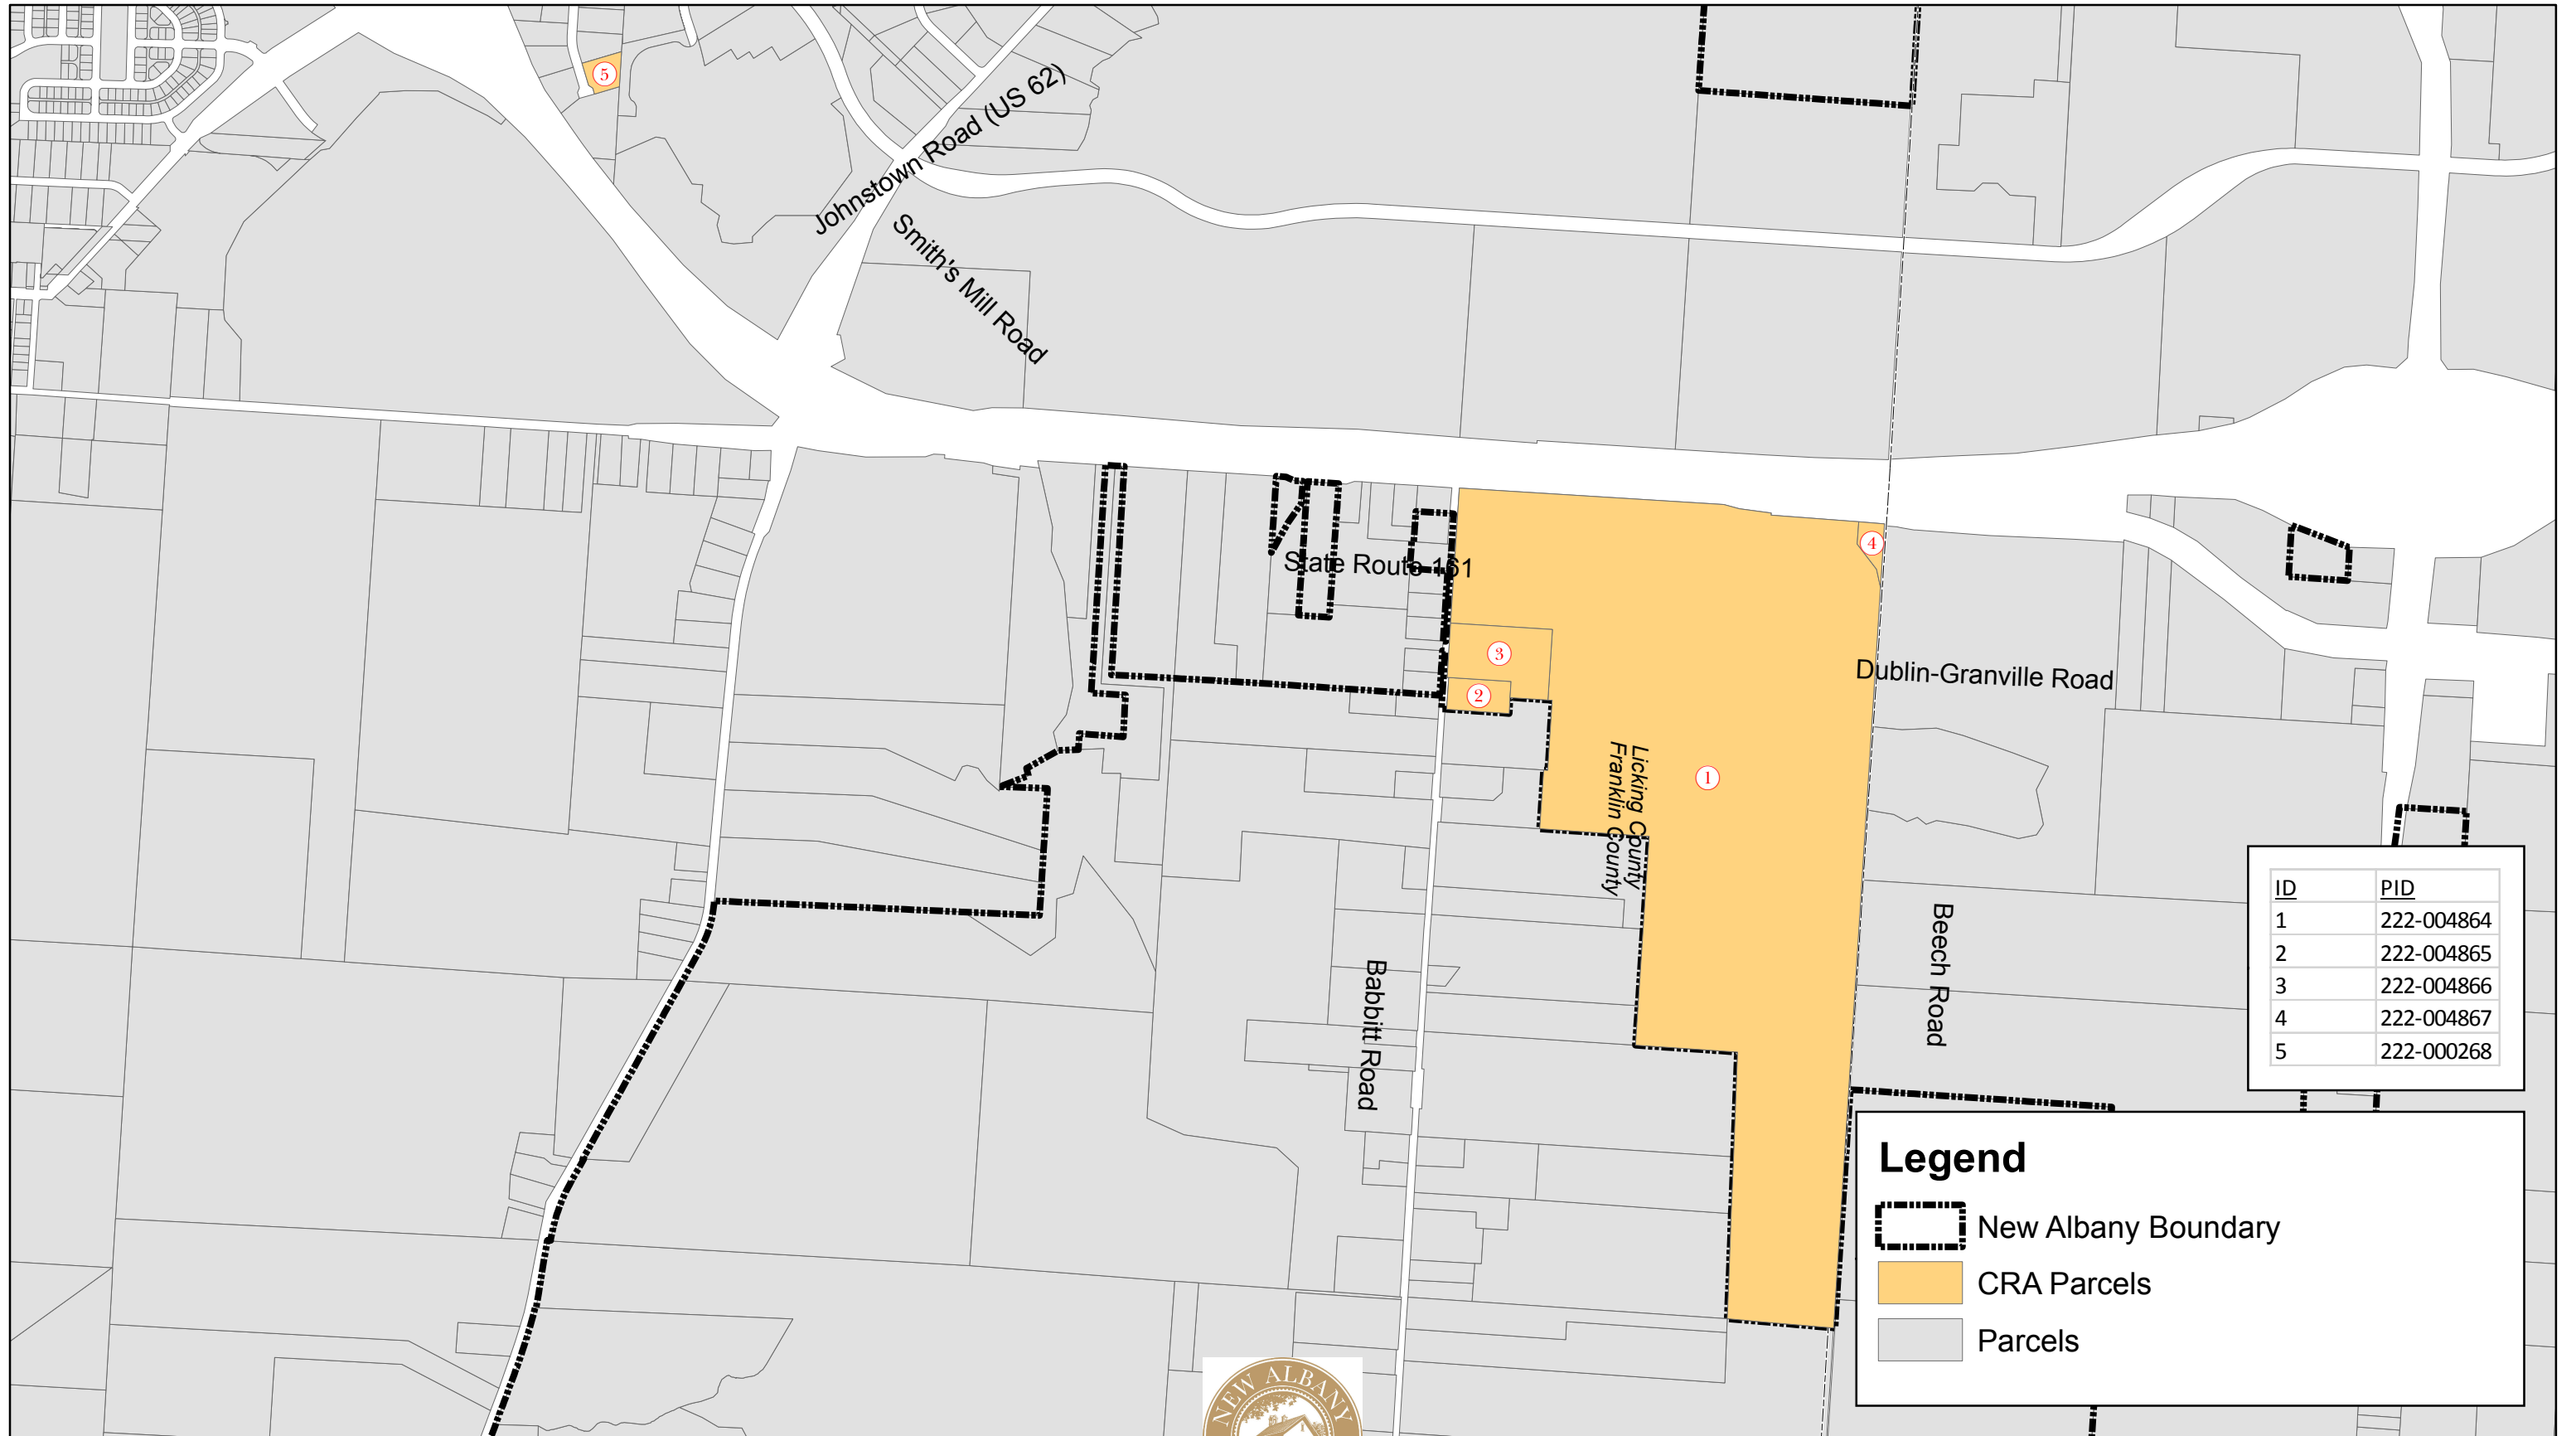 5
Johnstown Road (US 62)
Smith's Mill Road
State Route 161
4
3
2
Dublin-Granville Road
1
Licking County
Franklin County
Babbitt Road
Beech Road
ID PID
1 222-004864
2 222-004865
3 222-004866
4 222-004867
5 222-000268
Legend
New Albany Boundary
CRA Parcels
Parcels
NEW ALBANY